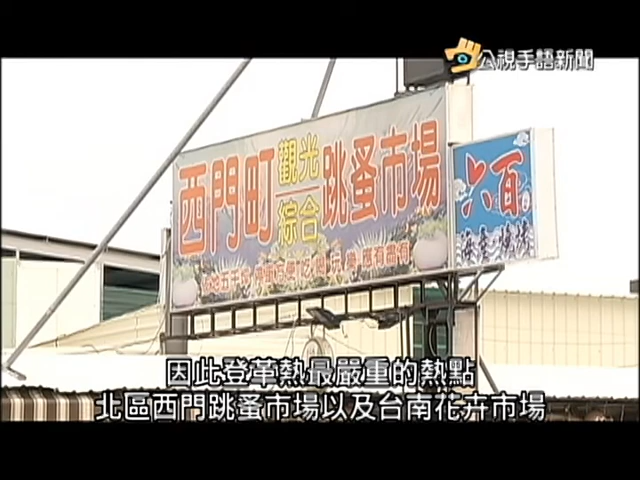 公視手語新聞
西門町
觀光
綜合
跳蚤市場
六百
因此登革熱最嚴重的熱點
北區西門跳蚤市場以及台南花卉市場